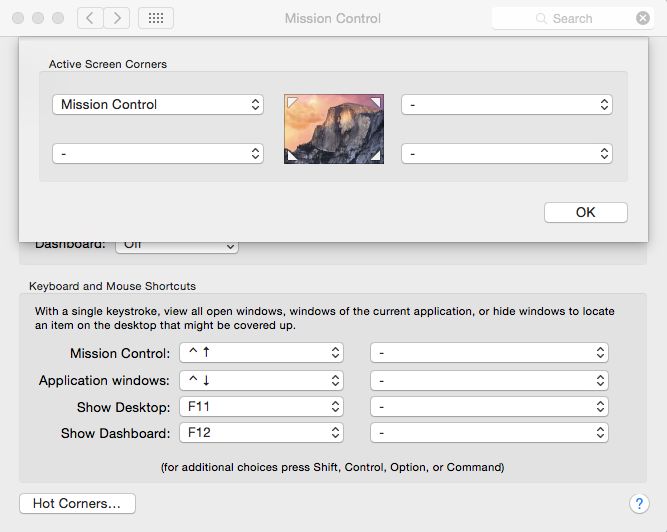 Mission Control
Search
Active Screen Corners
Mission Control
-
-
-
OK
Dashboard: Off
Keyboard and Mouse Shortcuts
With a single keystroke, view all open windows, windows of the current application, or hide windows to locate
an item on the desktop that might be covered up.
Mission Control: ^ ↑ -
Application windows: ^ ↓ -
Show Desktop: F11 -
Show Dashboard: F12 -
(for additional choices press Shift, Control, Option, or Command)
Hot Corners...
?